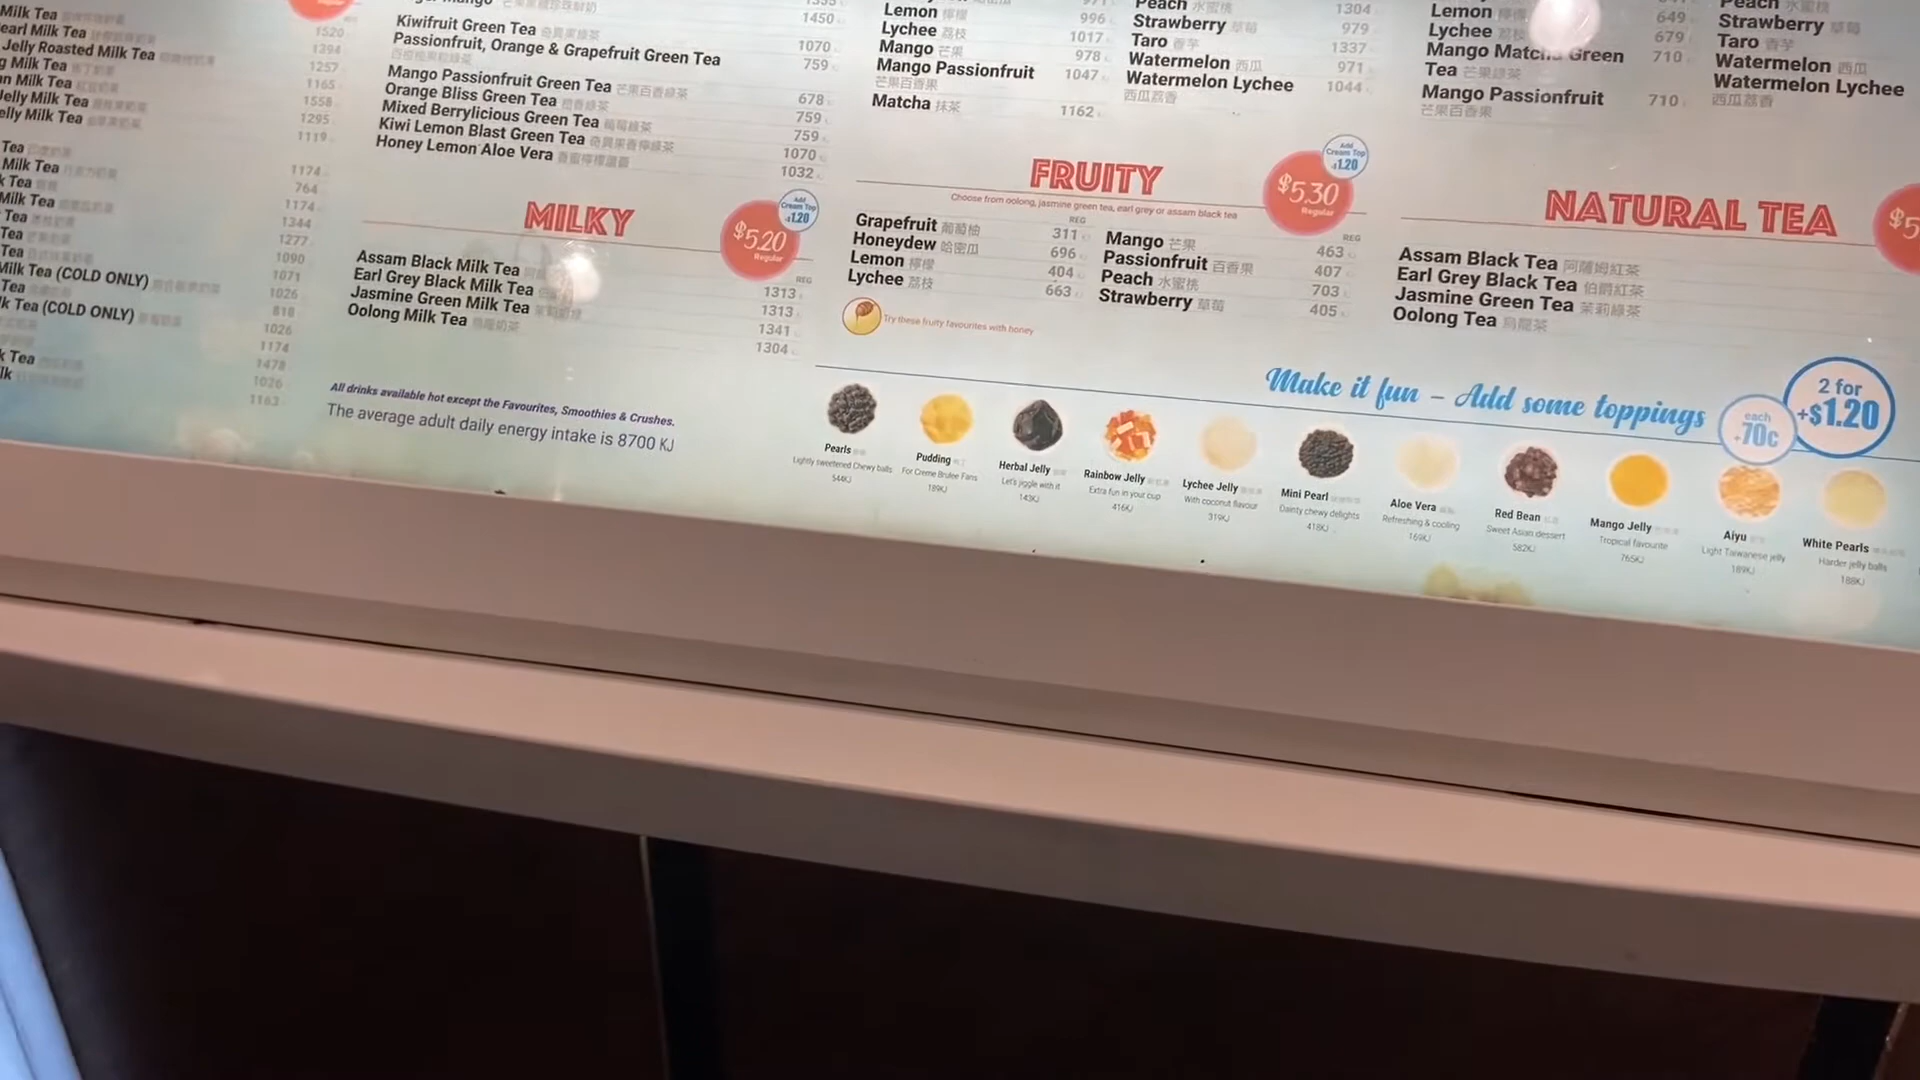 Milk Tea
earl Milk Tea
Jelly Roasted Milk Tea
g Milk Tea
n Milk Tea
Jelly Milk Tea
elly Milk Tea
1520
1394
1257
1165
1558
1295
1119
Tea
Milk Tea
k Tea
Milk Tea
Tea
Tea
Tea
Milk Tea (COLD ONLY)
Tea
k Tea (COLD ONLY)
k Tea
lk
1174
764
1174
1344
1277
1090
1071
1026
818
1026
1174
1478
1026
1163
1450
Kiwifruit Green Tea 奇異果綠茶 1070
Passionfruit, Orange & Grapefruit Green Tea 759
Mango Passionfruit Green Tea 芒果百香綠茶 678
Orange Bliss Green Tea 橙香綠茶 759
Mixed Berrylicious Green Tea 莓莓綠茶 759
Kiwi Lemon Blast Green Tea 奇異果香檸綠茶 1070
Honey Lemon Aloe Vera 1032
MILKY
$5.20
Regular
Add
Cream Top
$1.20
REG
Assam Black Milk Tea 1313
Earl Grey Black Milk Tea 1313
Jasmine Green Milk Tea 1341
Oolong Milk Tea 烏龍奶茶 1304
All drinks available hot except the Favourites, Smoothies & Crushes.
The average adult daily energy intake is 8700 KJ
Lemon 檸檬 996
Lychee 荔枝 1017
Mango 芒果 978
Mango Passionfruit 1047
芒果百香果
Matcha 抹茶 1162
Peach 水蜜桃 1304
Strawberry 草莓 979
Taro 香芋 1337
Watermelon 西瓜 971
Watermelon Lychee 1044
西瓜荔香
FRUITY
Choose from oolong, jasmine green tea, earl grey or assam black tea
$5.30
Regular
Add
Cream Top
$1.20
REG
Grapefruit 葡萄柚 311
Honeydew 哈密瓜 696
Lemon 檸檬 404
Lychee 荔枝 663
REG
Mango 芒果 463
Passionfruit 百香果 407
Peach 水蜜桃 703
Strawberry 草莓 405
Try these fruity favourites with honey
Lemon 649
Lychee 荔枝 679
Mango Matcha Green 710
Tea 芒果綠茶
Mango Passionfruit 710
芒果百香果
Peach 水蜜桃
Strawberry 草莓
Taro 香芋
Watermelon 西瓜
Watermelon Lychee
西瓜荔香
NATURAL TEA
$5
Assam Black Tea 阿薩姆紅茶
Earl Grey Black Tea 伯爵紅茶
Jasmine Green Tea 茉莉綠茶
Oolong Tea 烏龍茶
Make it fun – Add some toppings
each
+70c
2 for
+$1.20
Pearls
Lightly sweetened Chewy balls
544KJ
Pudding
For Creme Brulee Fans
189KJ
Herbal Jelly
Let's jiggle with it
143KJ
Rainbow Jelly
Extra fun in your cup
416KJ
Lychee Jelly
With coconut flavour
319KJ
Mini Pearl
Dainty chewy delights
418KJ
Aloe Vera
Refreshing & cooling
169KJ
Red Bean
Sweet Asian dessert
582KJ
Mango Jelly
Tropical favourite
765KJ
Aiyu
Light Taiwanese jelly
189KJ
White Pearls
Harder jelly balls
188KJ